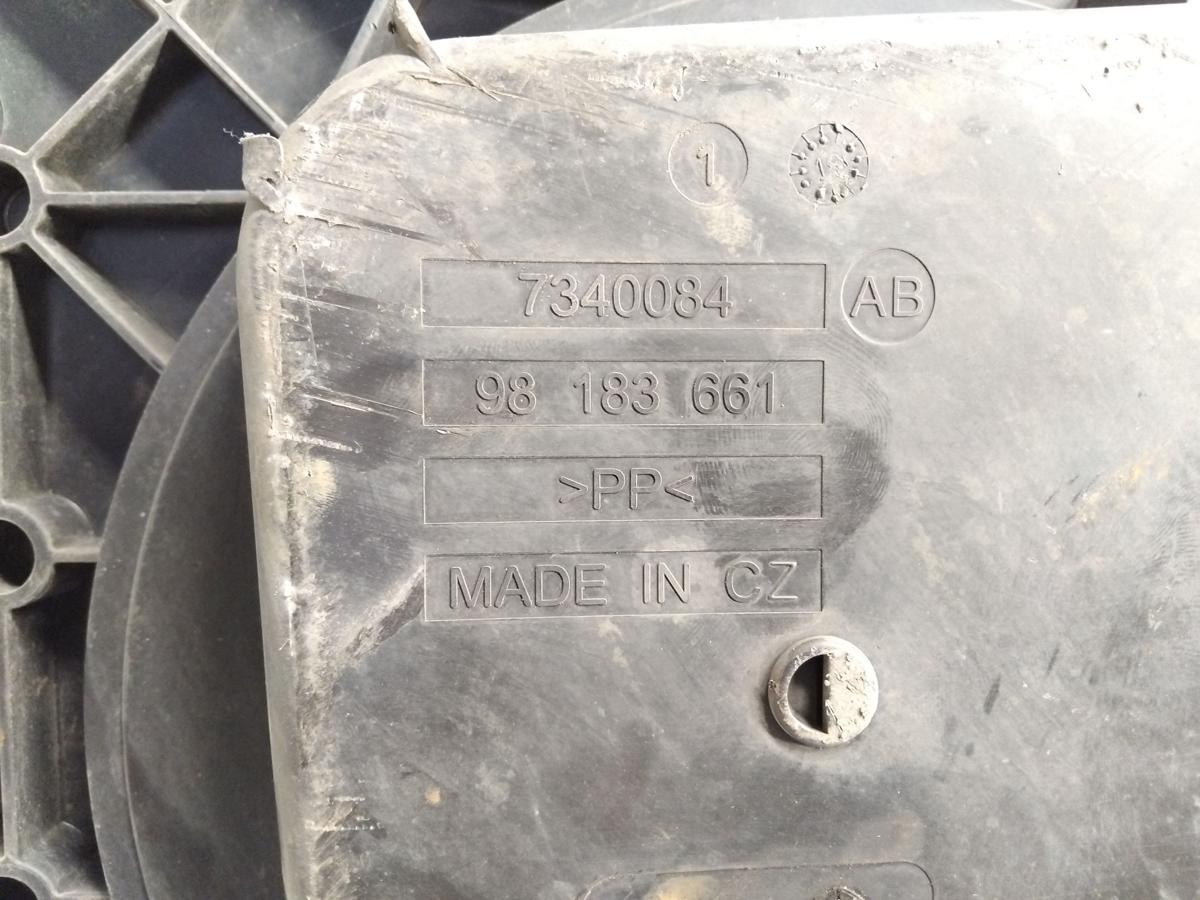 1
7340084 AB
98 183 661
>PP<
MADE IN CZ